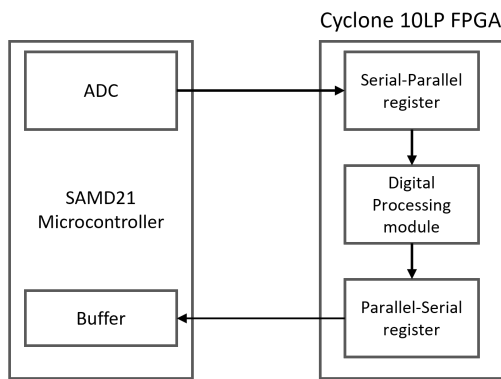 Cyclone 10LP FPGA
ADC
SAMD21
Microcontroller
Buffer
Serial-Parallel
register
Digital
Processing
module
Parallel-Serial
register